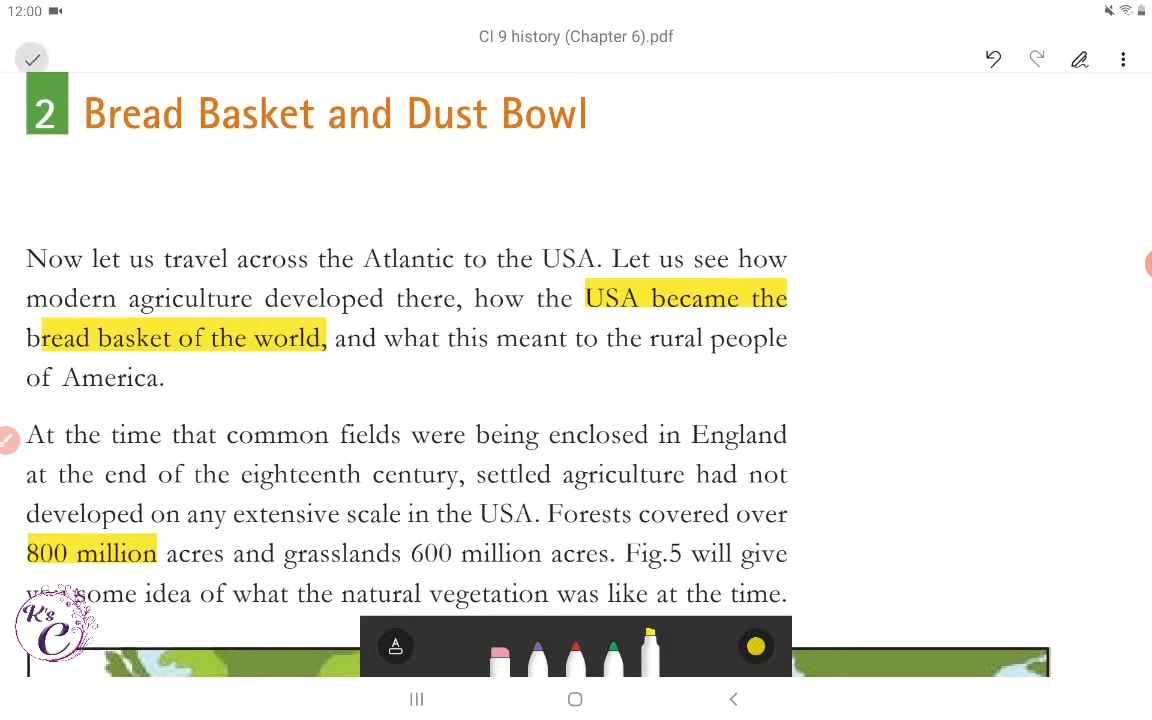 12:00
Cl 9 history (Chapter 6).pdf
2 Bread Basket and Dust Bowl
Now let us travel across the Atlantic to the USA. Let us see how
modern agriculture developed there, how the USA became the
bread basket of the world, and what this meant to the rural people
of America.
At the time that common fields were being enclosed in England
at the end of the eighteenth century, settled agriculture had not
developed on any extensive scale in the USA. Forests covered over
800 million acres and grasslands 600 million acres. Fig.5 will give
some idea of what the natural vegetation was like at the time.
K's
C
A